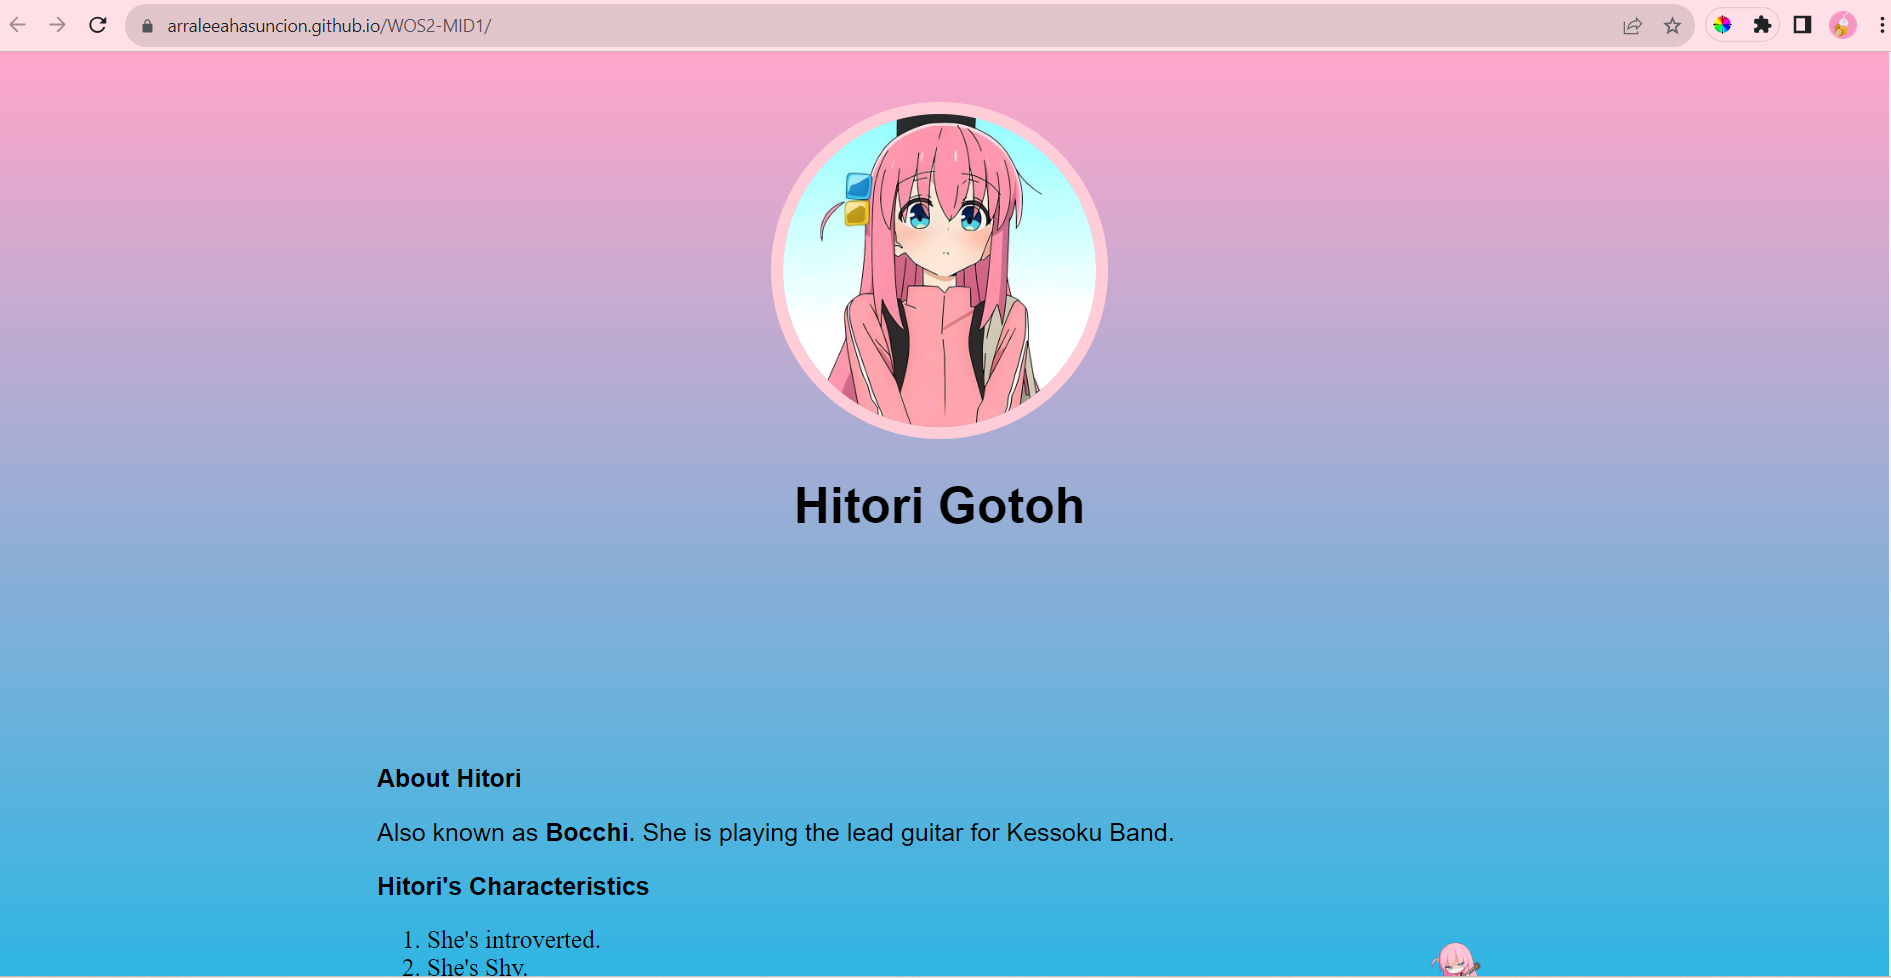 arraleeahasuncion.github.io/WOS2-MID1/
Hitori Gotoh
About Hitori
Also known as Bocchi. She is playing the lead guitar for Kessoku Band.
Hitori's Characteristics
1. She's introverted.
2. She's Shy.